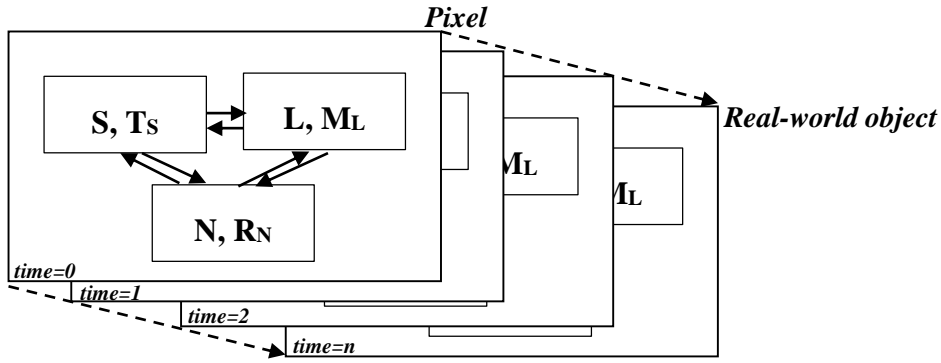 Pixel
Real-world object
S, TS
L, ML
N, RN
ML
ML
time=0
time=1
time=2
time=n